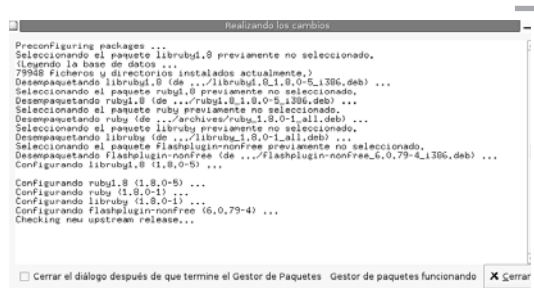 Realizando los cambios
Preconfiguring packages ...
Seleccionando el paquete libruby1.8 previamente no seleccionado.
(Leyendo la base de datos ...
79948 ficheros y directorios instalados actualmente.)
Desempaquetando libruby1.8 (de .../libruby1.8_1.8.0-5_i386.deb) ...
Seleccionando el paquete ruby1.8 previamente no seleccionado.
Desempaquetando ruby1.8 (de .../ruby1.8_1.8.0-5_i386.deb) ...
Seleccionando el paquete ruby previamente no seleccionado.
Desempaquetando ruby (de .../archives/ruby_1.8.0-1_all.deb) ...
Seleccionando el paquete libruby previamente no seleccionado.
Desempaquetando libruby (de .../libruby_1.8.0-1_all.deb) ...
Seleccionando el paquete flashplugin-nonfree previamente no seleccionado.
Desempaquetando flashplugin-nonfree (de .../flashplugin-nonfree_6.0.79-4_i386.deb) ...
Configurando libruby1.8 (1.8.0-5) ...
Configurando ruby1.8 (1.8.0-5) ...
Configurando ruby (1.8.0-1) ...
Configurando libruby (1.8.0-1) ...
Configurando flashplugin-nonfree (6.0.79-4) ...
Checking new upstream release...
Cerrar el diálogo después de que termine el Gestor de Paquetes Gestor de paquetes funcionando Cerrar